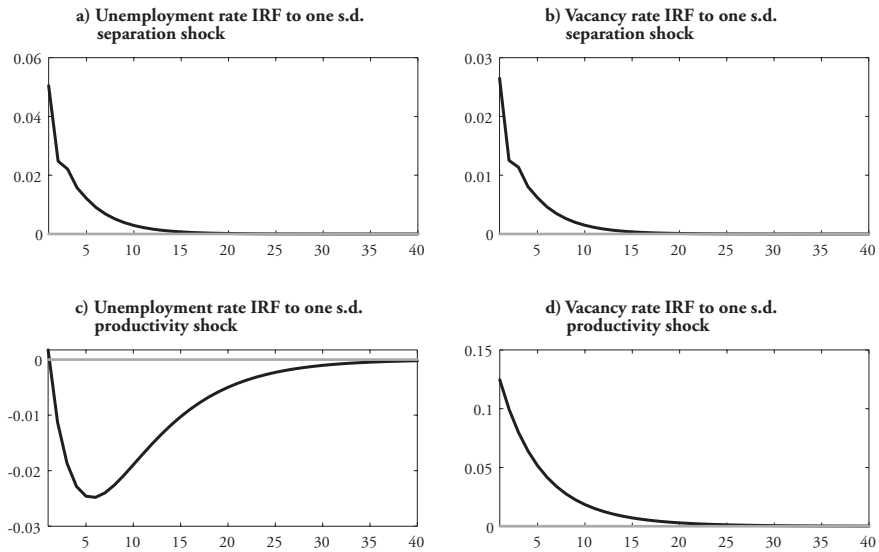 a) Unemployment rate IRF to one s.d.
separation shock
0.06
0.04
0.02
0
5 10 15 20 25 30 35 40
b) Vacancy rate IRF to one s.d.
separation shock
0.03
0.02
0.01
0
5 10 15 20 25 30 35 40
c) Unemployment rate IRF to one s.d.
productivity shock
0
-0.01
-0.02
-0.03
5 10 15 20 25 30 35 40
d) Vacancy rate IRF to one s.d.
productivity shock
0.15
0.1
0.05
0
5 10 15 20 25 30 35 40